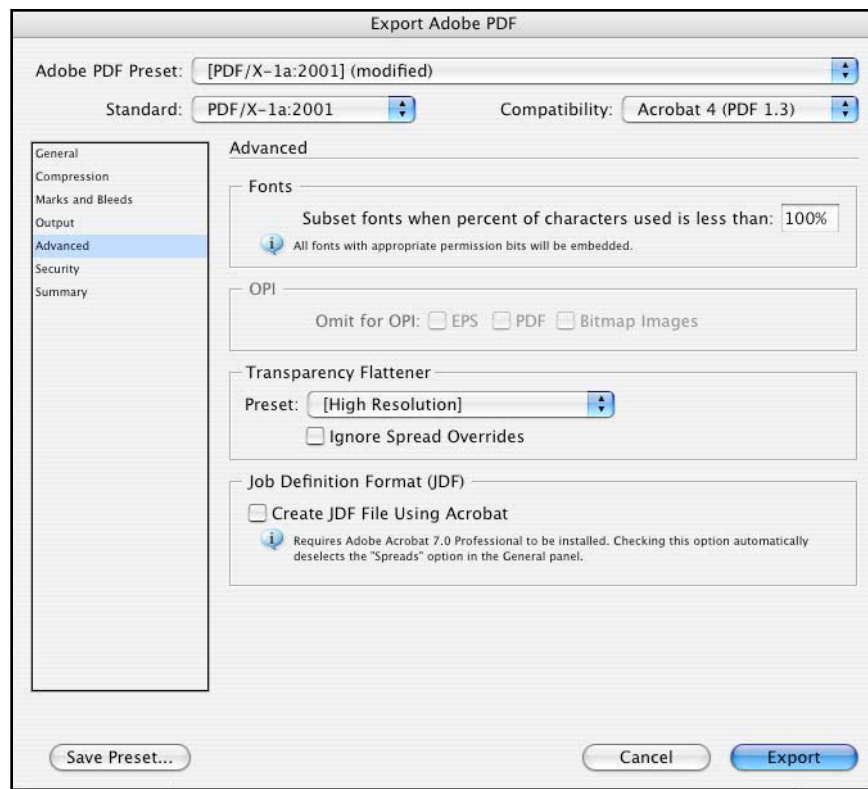 Export Adobe PDF
Adobe PDF Preset: [PDF/X-1a:2001] (modified)
Standard: PDF/X-1a:2001 Compatibility: Acrobat 4 (PDF 1.3)
General
Compression
Marks and Bleeds
Output
Advanced
Security
Summary
Advanced
Fonts
Subset fonts when percent of characters used is less than: 100%
All fonts with appropriate permission bits will be embedded.
OPI
Omit for OPI: EPS PDF Bitmap Images
Transparency Flattener
Preset: [High Resolution]
Ignore Spread Overrides
Job Definition Format (JDF)
Create JDF File Using Acrobat
Requires Adobe Acrobat 7.0 Professional to be installed. Checking this option automatically
deselects the "Spreads" option in the General panel.
Save Preset... Cancel Export